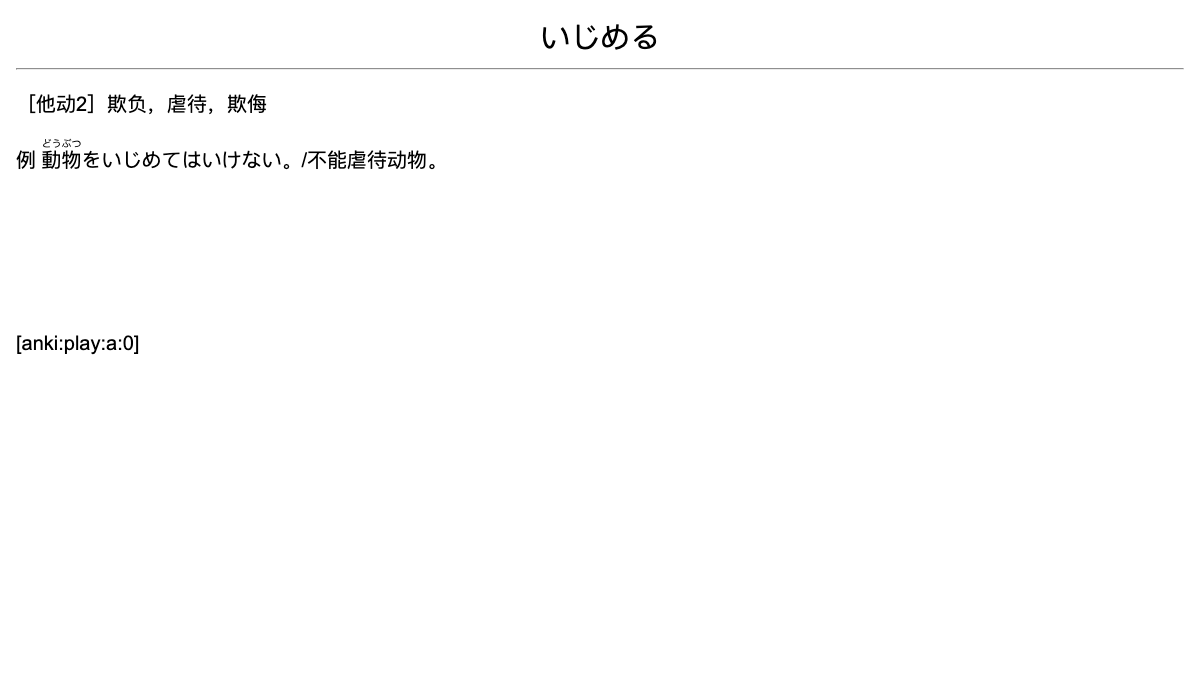 いじめる
［他动2］欺负，虐待，欺侮
どうぶつ
例 動物をいじめてはいけない。/不能虐待动物。
[anki:play:a:0]